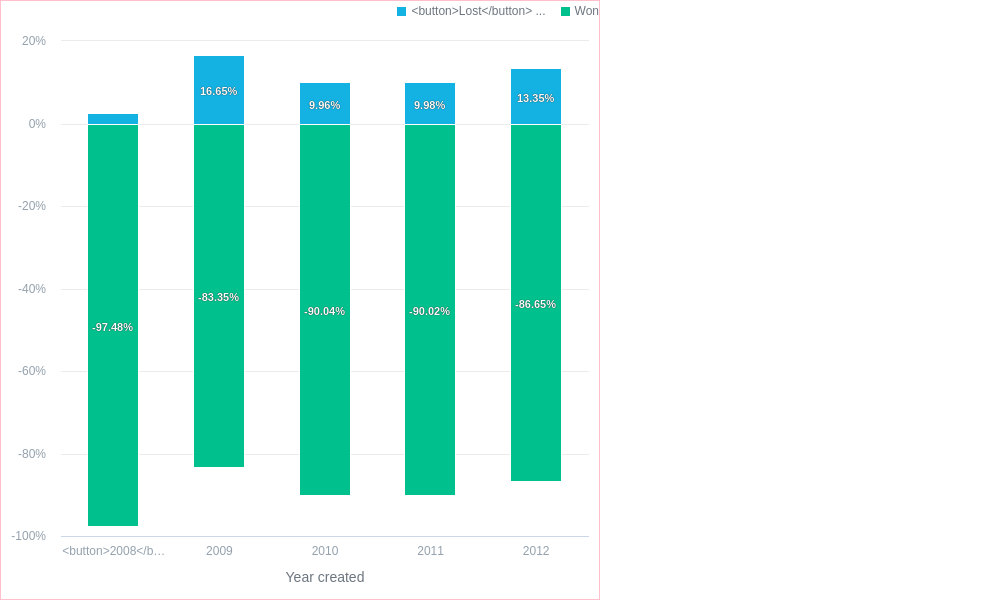 <button>Lost</button> ... Won
20%
16.65% 9.96% 9.98% 13.35%
0%
-20%
-40%
-97.48% -83.35% -90.04% -90.02% -86.65%
-60%
-80%
-100%
<button>2008</b… 2009 2010 2011 2012
Year created